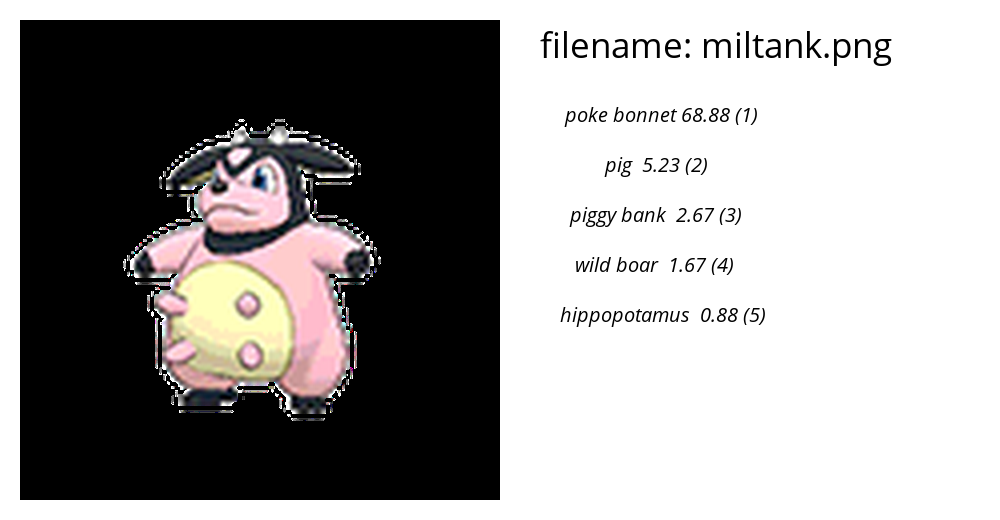 filename: miltank.png
poke bonnet 68.88 (1)
pig 5.23 (2)
piggy bank 2.67 (3)
wild boar 1.67 (4)
hippopotamus 0.88 (5)